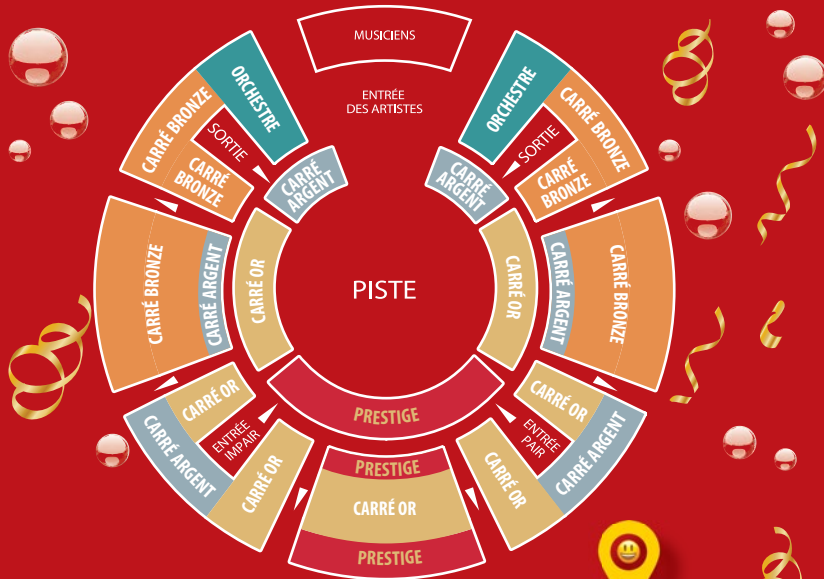 MUSICIENS
ENTRÉE
DES ARTISTES
ORCHESTRE
ORCHESTRE
CARRÉ BRONZE
CARRÉ BRONZE
SORTIE
SORTIE
CARRÉ
BRONZE
CARRÉ
BRONZE
CARRÉ
ARGENT
CARRÉ
ARGENT
CARRÉ BRONZE
CARRÉ ARGENT
CARRÉ OR
PISTE
CARRÉ OR
CARRÉ ARGENT
CARRÉ BRONZE
CARRÉ OR
CARRÉ OR
PRESTIGE
CARRÉ ARGENT
ENTRÉE
IMPAIR
ENTRÉE
PAIR
CARRÉ ARGENT
CARRÉ OR
CARRÉ OR
PRESTIGE
CARRÉ OR
PRESTIGE